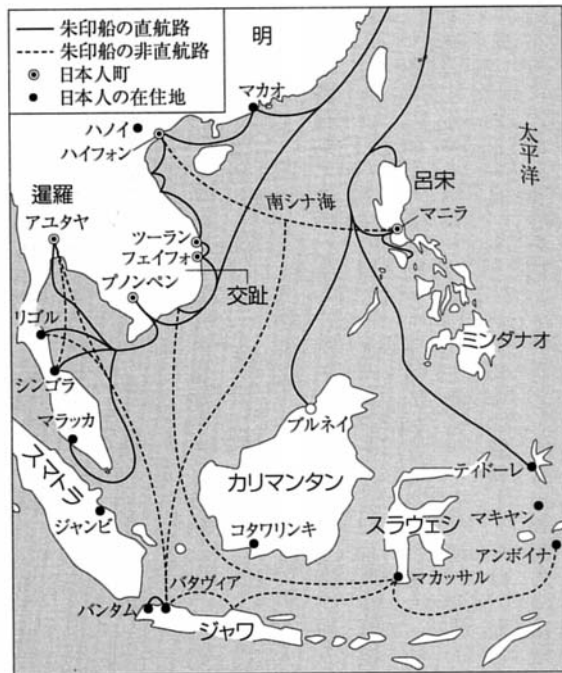 朱印船の直航路
朱印船の非直航路
日本人町
日本人の在住地
明
マカオ
ハノイ
ハイフォン
太平洋
暹羅
アユタヤ
呂宋
南シナ海
マニラ
ツーラン
フェイフォ
プノンペン
交趾
リゴル
シンゴラ
ミンダナオ
マラッカ
ブルネイ
スマトラ
ティドーレ
カリマンタン
ジャンビ
コタワリンキ
スラウェシ
マキヤン
アンボイナ
バタヴィア
マカッサル
バンタム
ジャワ